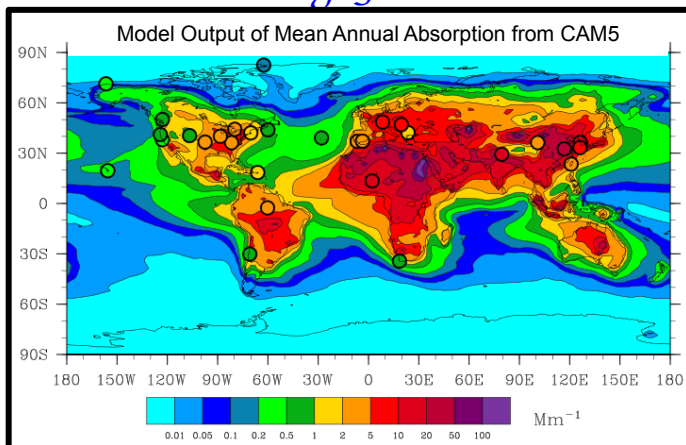 Model Output of Mean Annual Absorption from CAM5
90N
60N
30N
0
30S
60S
90S
180 150W 120W 90W 60W 30W 0 30E 60E 90E 120E 150E 180
0.01 0.05 0.1 0.2 0.5 1 2 5 10 20 50 100
Mm⁻¹